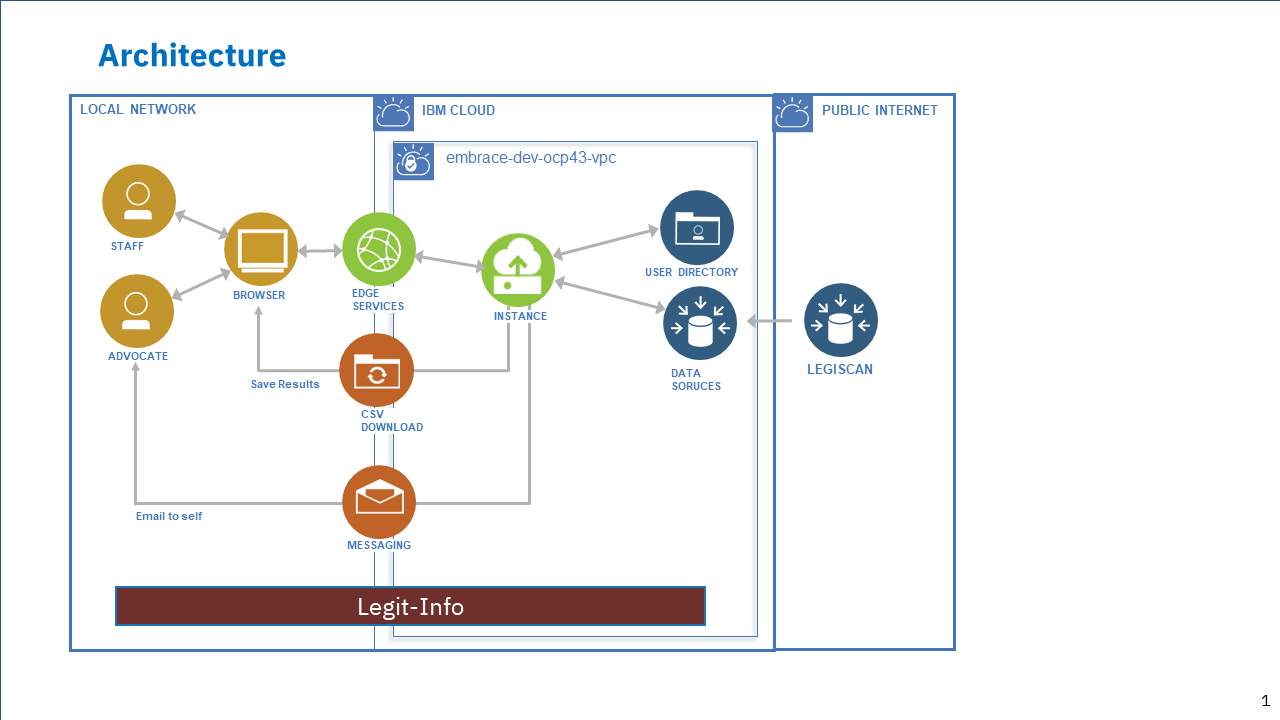 Architecture
LOCAL NETWORK
IBM CLOUD
PUBLIC INTERNET
embrace-dev-ocp43-vpc
STAFF
BROWSER
ADVOCATE
EDGE
SERVICES
INSTANCE
USER DIRECTORY
DATA
SORUCES
LEGISCAN
Save Results
CSV
DOWNLOAD
Email to self
MESSAGING
Legit-Info
1